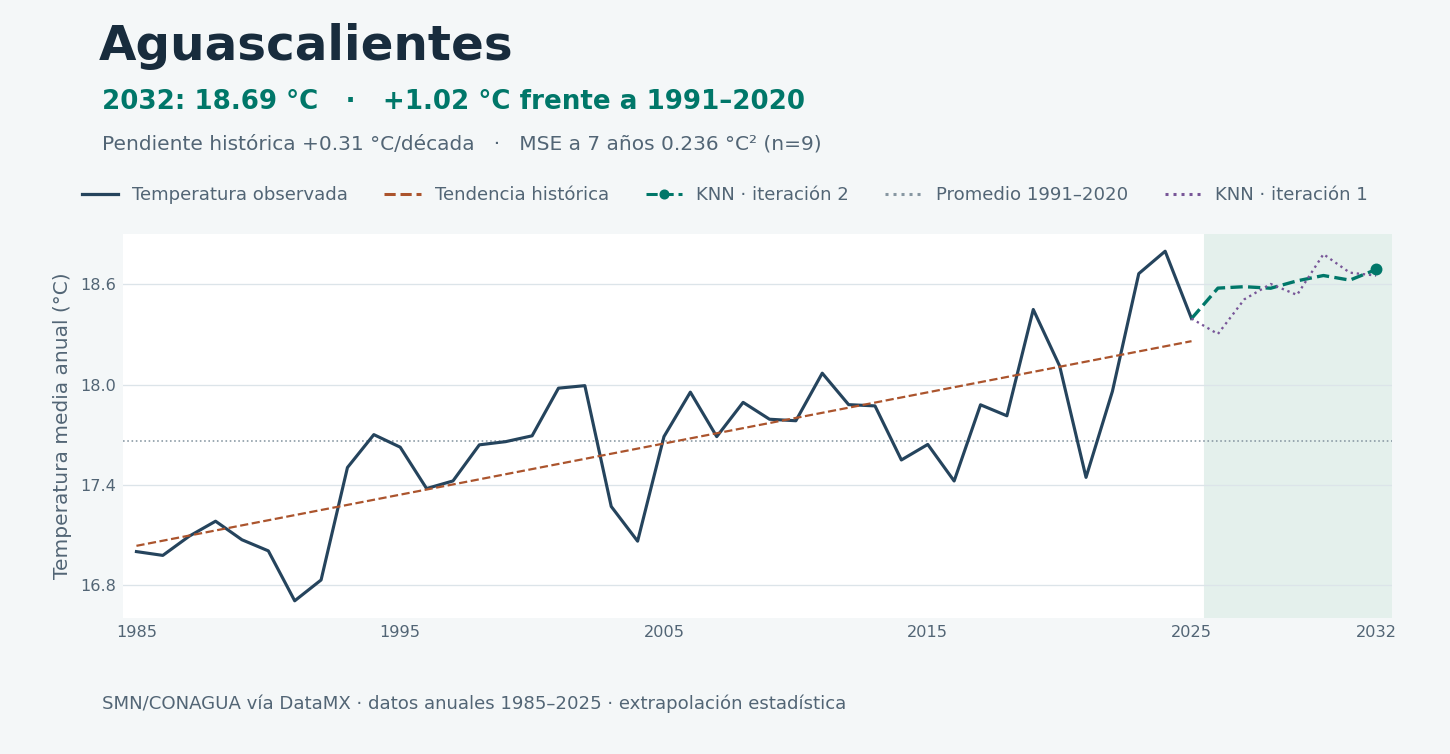 Aguascalientes
2032: 18.69 °C · +1.02 °C frente a 1991–2020
Pendiente histórica +0.31 °C/década · MSE a 7 años 0.236 °C² (n=9)
Temperatura observada Tendencia histórica KNN · iteración 2 Promedio 1991–2020 KNN · iteración 1
Temperatura media anual (°C)
18.6
18.0
17.4
16.8
1985 1995 2005 2015 2025 2032
SMN/CONAGUA vía DataMX · datos anuales 1985–2025 · extrapolación estadística